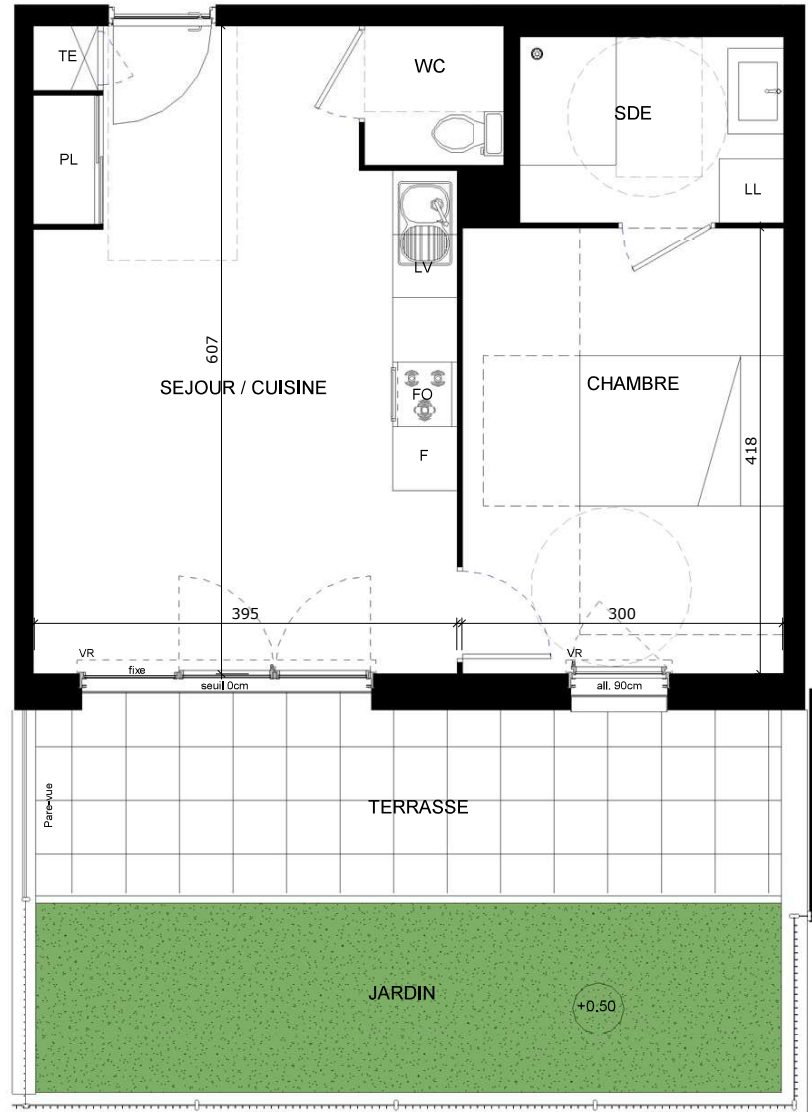 TE
WC
SDE
PL
LL
LV
607
SEJOUR / CUISINE
CHAMBRE
FO
F
418
395
300
VR
VR
fixe
seuil 0cm
all. 90cm
Pare-vue
TERRASSE
JARDIN
+0.50